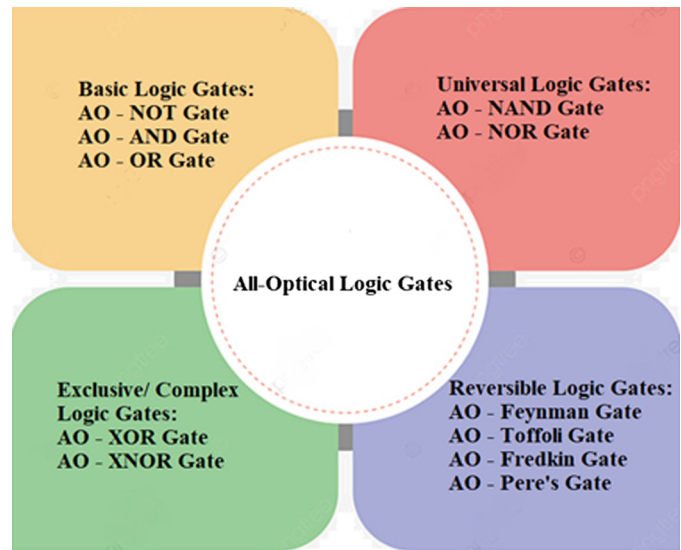 Basic Logic Gates:
AO - NOT Gate
AO - AND Gate
AO - OR Gate
Universal Logic Gates:
AO - NAND Gate
AO - NOR Gate
All-Optical Logic Gates
Exclusive/ Complex
Logic Gates:
AO - XOR Gate
AO - XNOR Gate
Reversible Logic Gates:
AO - Feynman Gate
AO - Toffoli Gate
AO - Fredkin Gate
AO - Pere's Gate